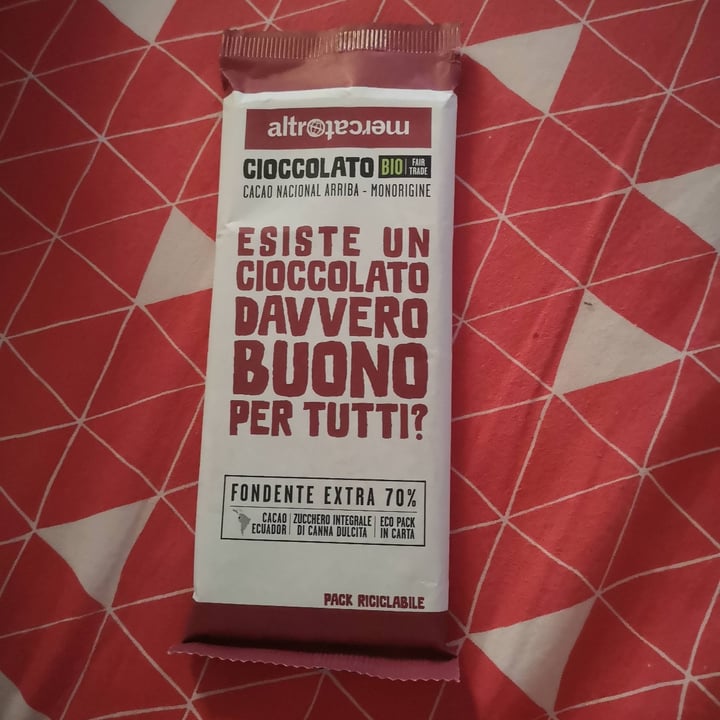 altromercato
CIOCCOLATO BIO FAIR TRADE
CACAO NACIONAL ARRIBA - MONORIGINE
ESISTE UN
CIOCCOLATO
DAVVERO
BUONO
PER TUTTI?
FONDENTE EXTRA 70%
CACAO ECUADOR
ZUCCHERO INTEGRALE DI CANNA DULCITA
ECO PACK IN CARTA
PACK RICICLABILE